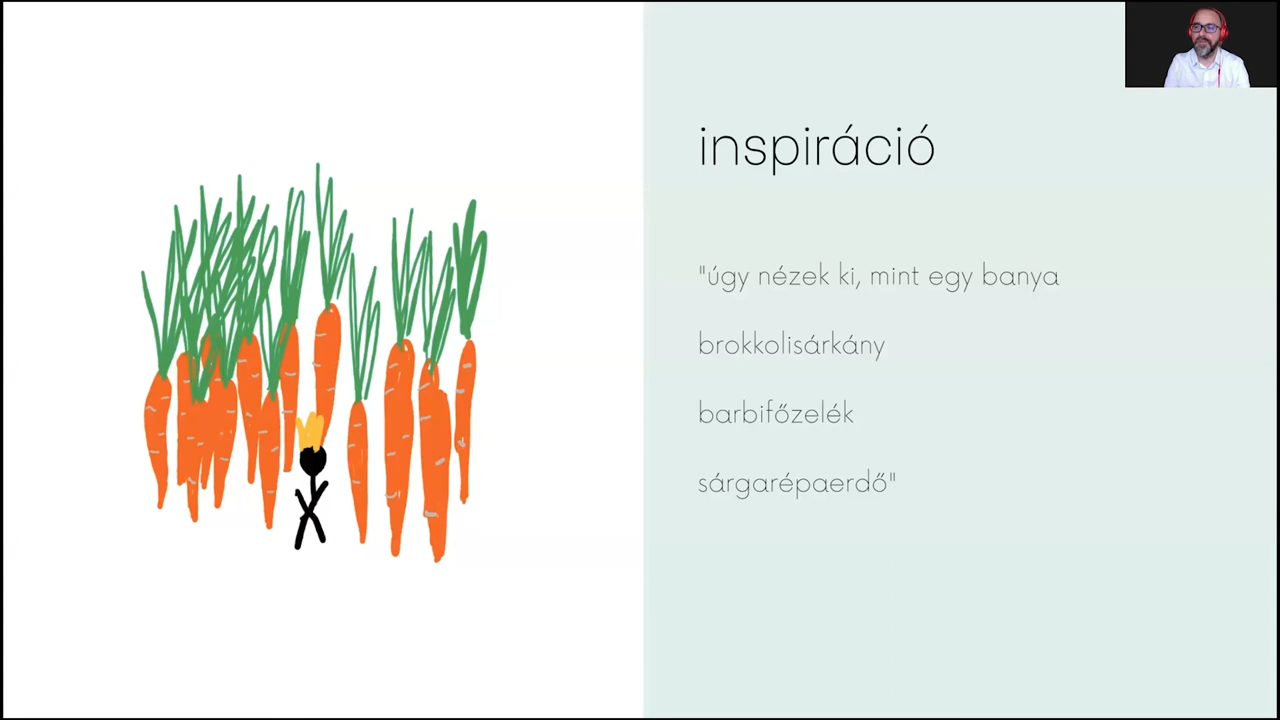 inspiráció
"úgy nézek ki, mint egy banya
brokkolisárkány
barbifőzelék
sárgarépaerdő"